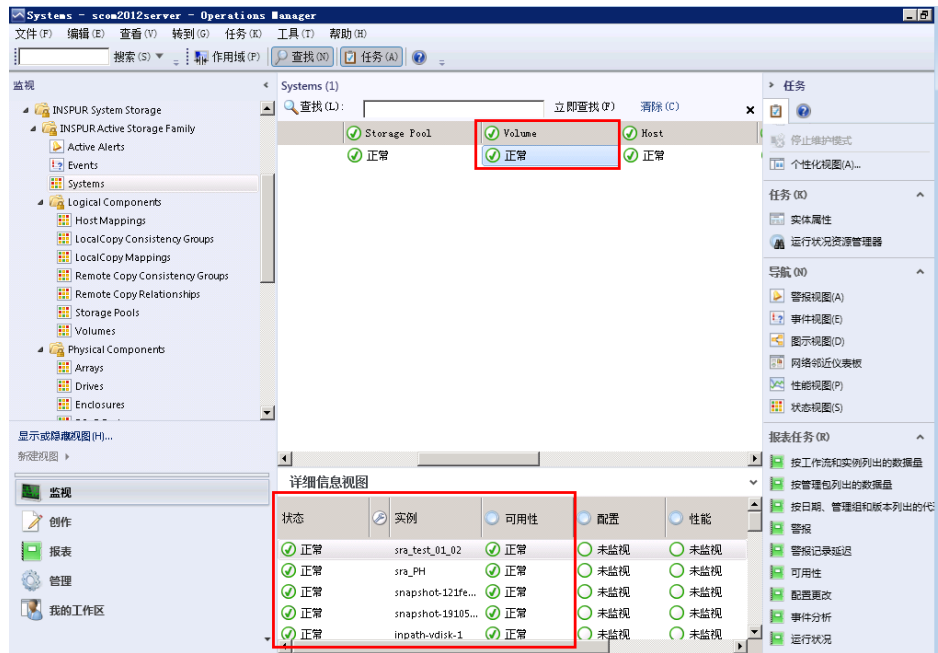 Systems - scom2012server - Operations Manager
文件(F) 编辑(E) 查看(V) 转到(G) 任务(K) 工具(T) 帮助(H)
搜索(S) 作用域(P) 查找(N) 任务(A)
监视
INSPUR System Storage
INSPUR Active Storage Family
Active Alerts
Events
Systems
Logical Components
Host Mappings
LocalCopy Consistency Groups
LocalCopy Mappings
Remote Copy Consistency Groups
Remote Copy Relationships
Storage Pools
Volumes
Physical Components
Arrays
Drives
Enclosures
显示或隐藏视图(H)...
新建视图
监视
创作
报表
管理
我的工作区
Systems (1)
查找(L): 立即查找(F) 清除(C)
Storage Pool Volume Host
正常 正常 正常
详细信息视图
状态 实例 可用性 配置 性能
正常 sra_test_01_02 正常 未监视 未监视
正常 sra_PH 正常 未监视 未监视
正常 snapshot-121fe... 正常 未监视 未监视
正常 snapshot-19105... 正常 未监视 未监视
正常 inpath-vdisk-1 正常 未监视 未监视
任务
停止维护模式
个性化视图(A)...
任务(K)
实体属性
运行状况资源管理器
导航(N)
警报视图(A)
事件视图(E)
图示视图(D)
网络邻近仪表板
性能视图(P)
状态视图(S)
报表任务(R)
按工作流和实例列出的数据量
按管理包列出的数据量
按日期、管理组和版本列出的代
警报
警报记录延迟
可用性
配置更改
事件分析
运行状况